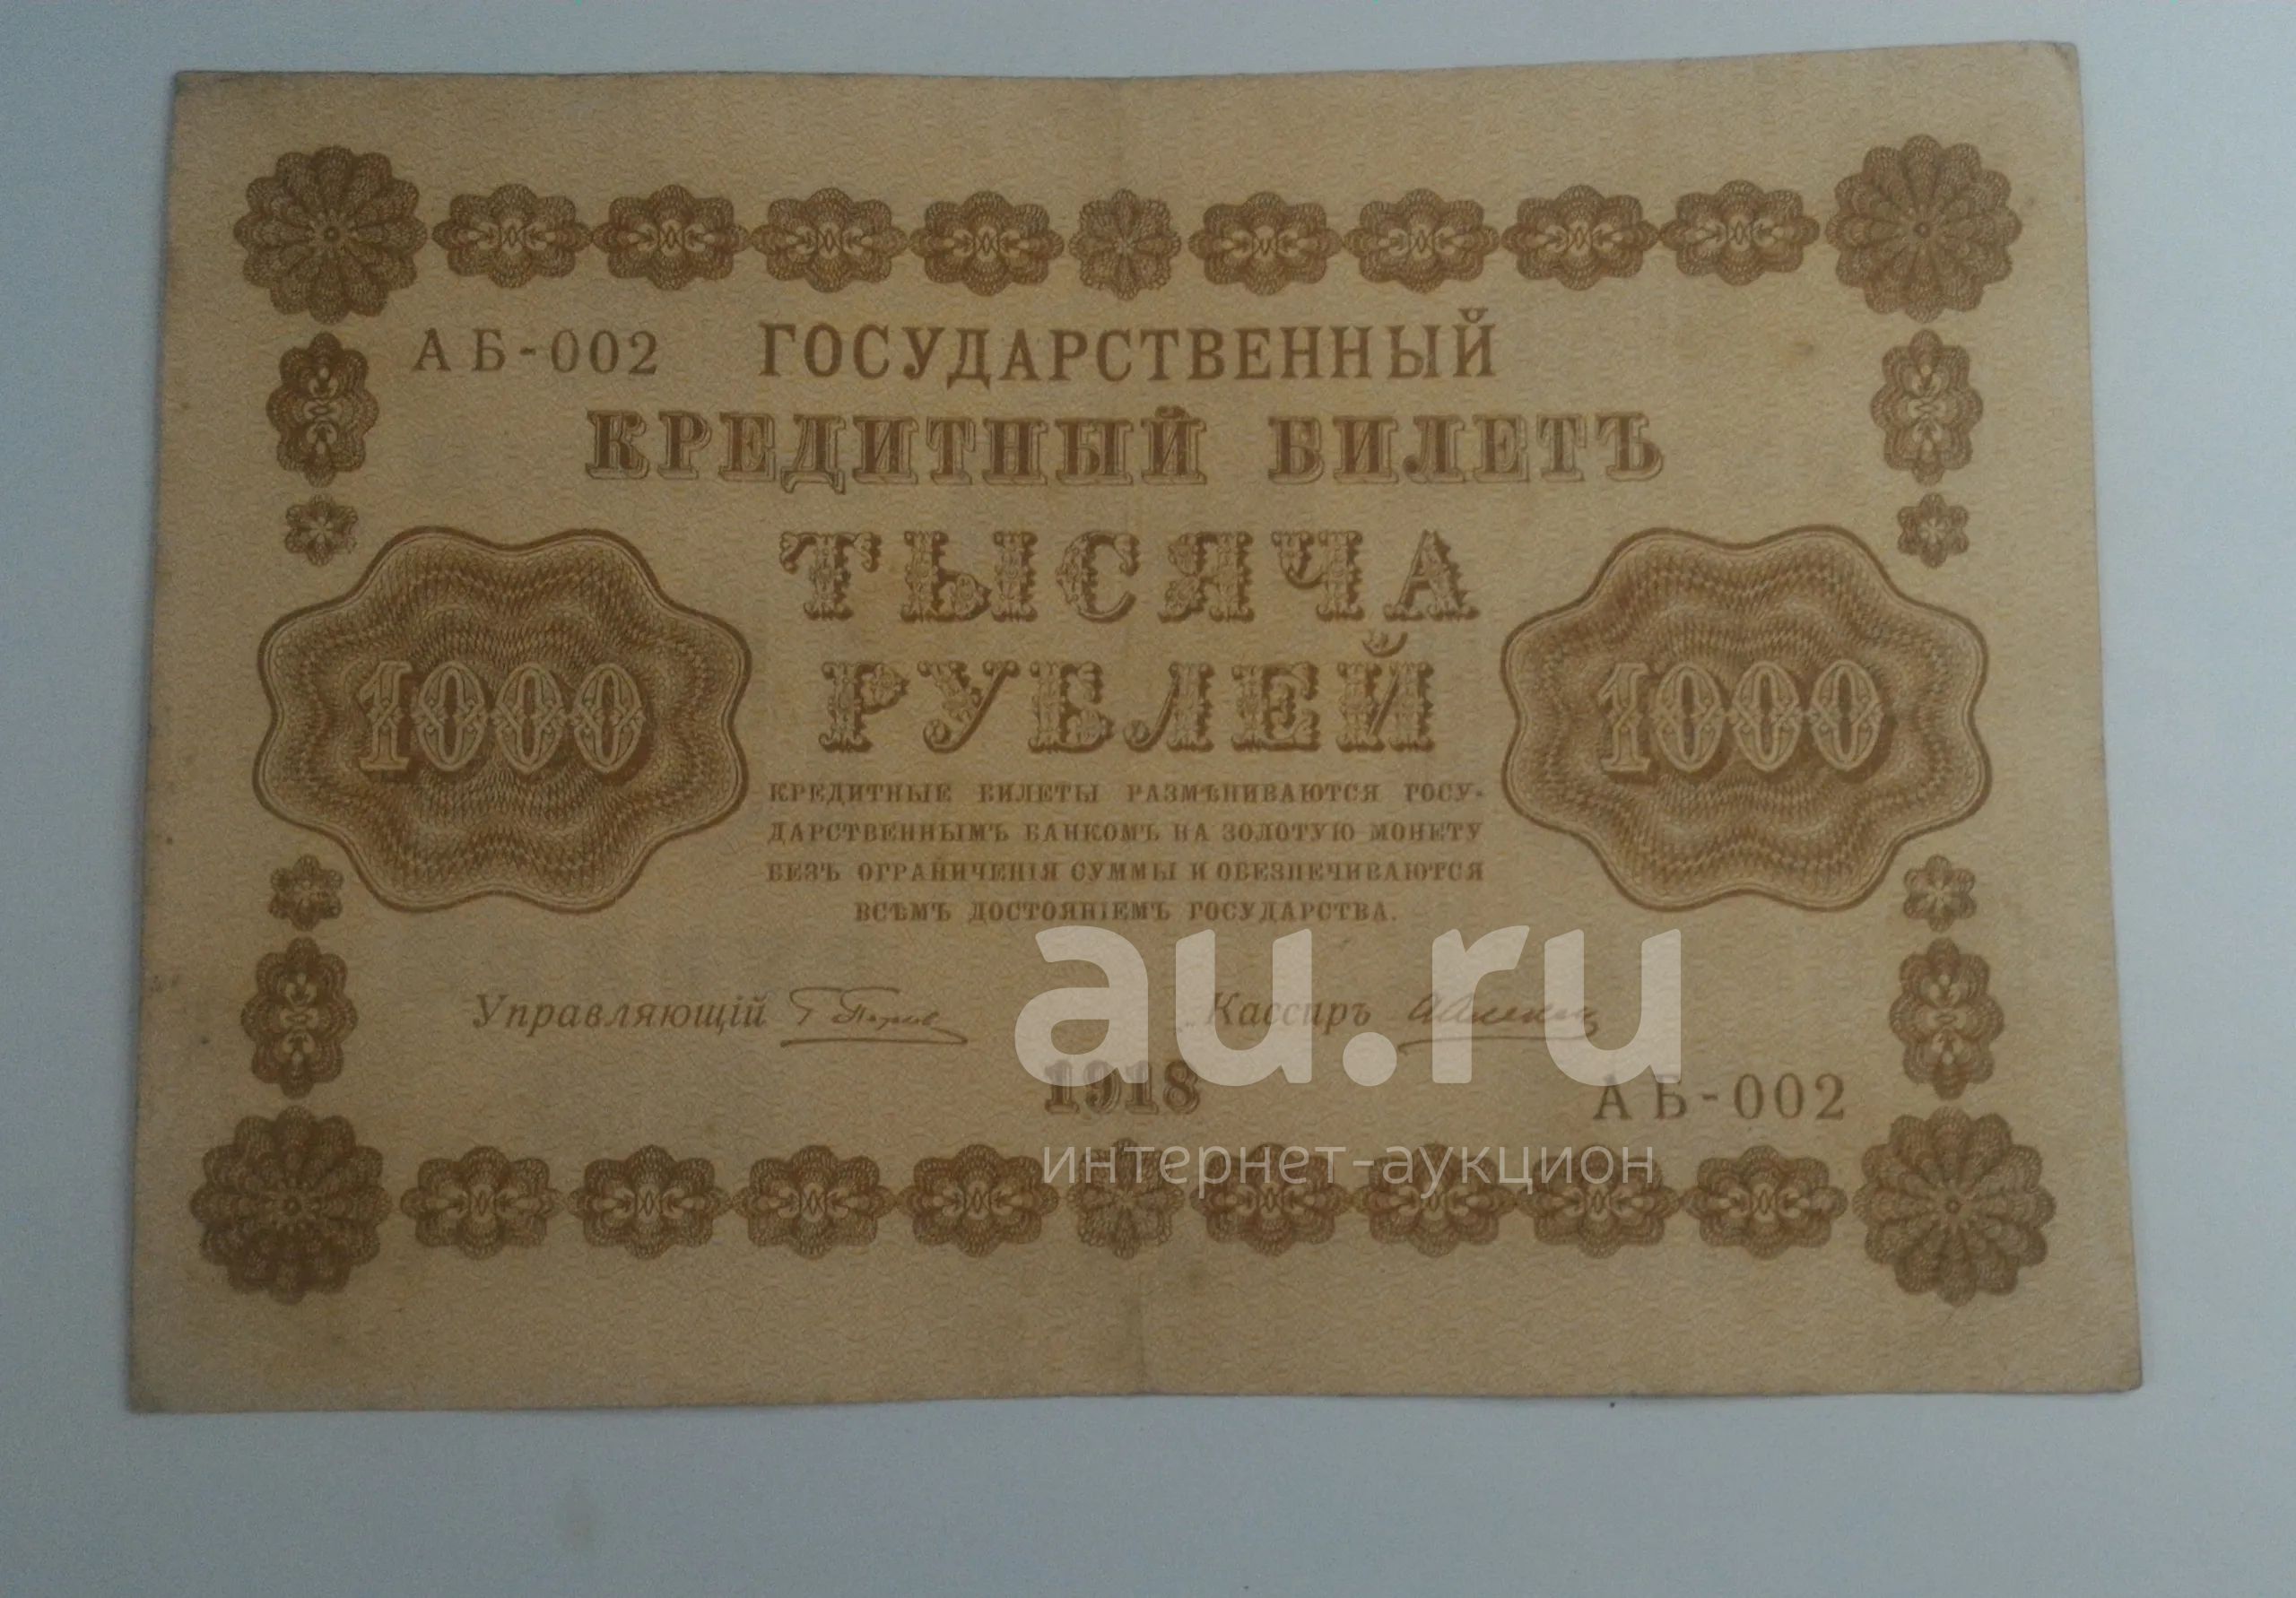 АБ-002 ГОСУДАРСТВЕННЫЙ
КРЕДИТНЫЙ БИЛЕТЪ
ТЫСЯЧА
РУБЛЕЙ
1000
1000
КРЕДИТНЫЕ БИЛЕТЫ РАЗМѢНИВАЮТСЯ ГОСУ-
ДАРСТВЕННЫМЪ БАНКОМЪ НА ЗОЛОТУЮ МОНЕТУ
БЕЗЪ ОГРАНИЧЕНІЯ СУММЫ И ОБЕЗПЕЧИВАЮТСЯ
ВСѢМЪ ДОСТОЯНІЕМЪ ГОСУДАРСТВА.
Управляющій
Кассиръ
1918
АБ-002
au.ru
интернет-аукцион